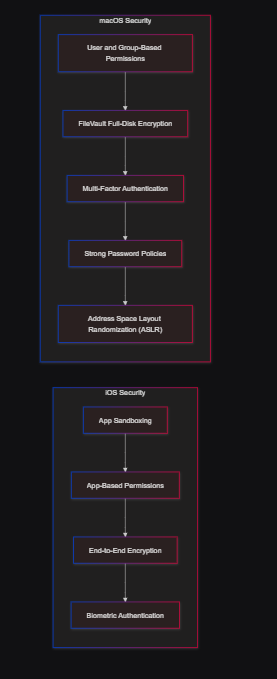 macOS Security
User and Group-Based
Permissions
FileVault Full-Disk Encryption
Multi-Factor Authentication
Strong Password Policies
Address Space Layout
Randomization (ASLR)
iOS Security
App Sandboxing
App-Based Permissions
End-to-End Encryption
Biometric Authentication